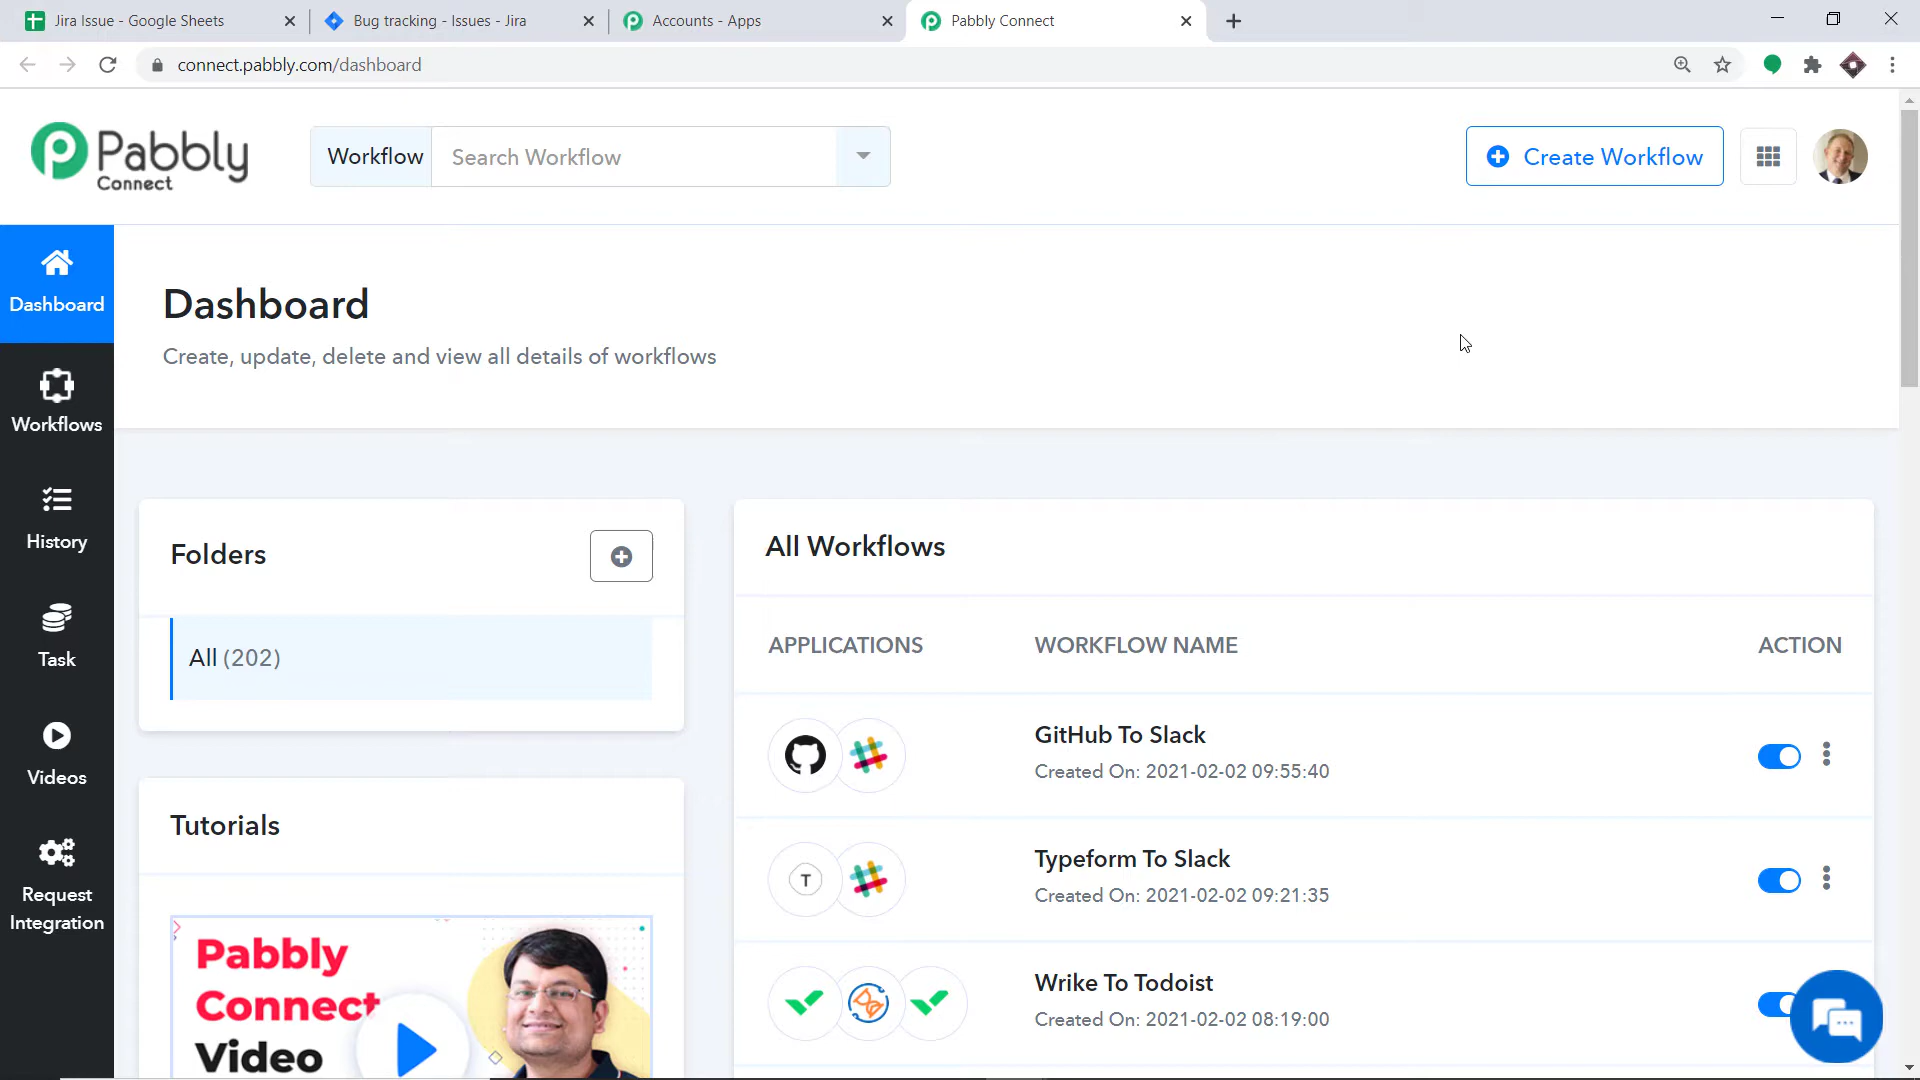 Jira Issue - Google Sheets
Bug tracking - Issues - Jira
Accounts - Apps
Pabbly Connect
connect.pabbly.com/dashboard
Pabbly
Connect
Workflow
Search Workflow
Create Workflow
Dashboard
Workflows
History
Task
Videos
Request
Integration
Dashboard
Create, update, delete and view all details of workflows
Folders
All (202)
Tutorials
Pabbly
Connect
Video
All Workflows
APPLICATIONS WORKFLOW NAME ACTION
GitHub To Slack
Created On: 2021-02-02 09:55:40
T
Typeform To Slack
Created On: 2021-02-02 09:21:35
Wrike To Todoist
Created On: 2021-02-02 08:19:00